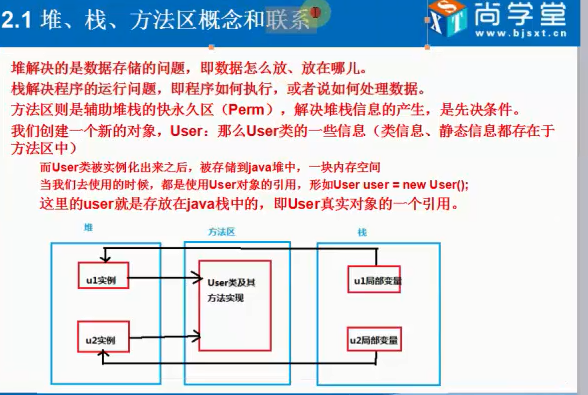 2.1 堆、栈、方法区概念和联系
尚学堂
www.bjsxt.cn
堆解决的是数据存储的问题，即数据怎么放、放在哪儿。
栈解决程序的运行问题，即程序如何执行，或者说如何处理数据。
方法区则是辅助堆栈的快永久区（Perm），解决堆栈信息的产生，是先决条件。
我们创建一个新的对象，User：那么User类的一些信息（类信息、静态信息都存在于
方法区中）
而User类被实例化出来之后，被存储到java堆中，一块内存空间
当我们去使用的时候，都是使用User对象的引用，形如User user = new User();
这里的user就是存放在java栈中的，即User真实对象的一个引用。
堆
方法区
栈
u1实例
User类及其
方法实现
u1局部变量
u2实例
u2局部变量